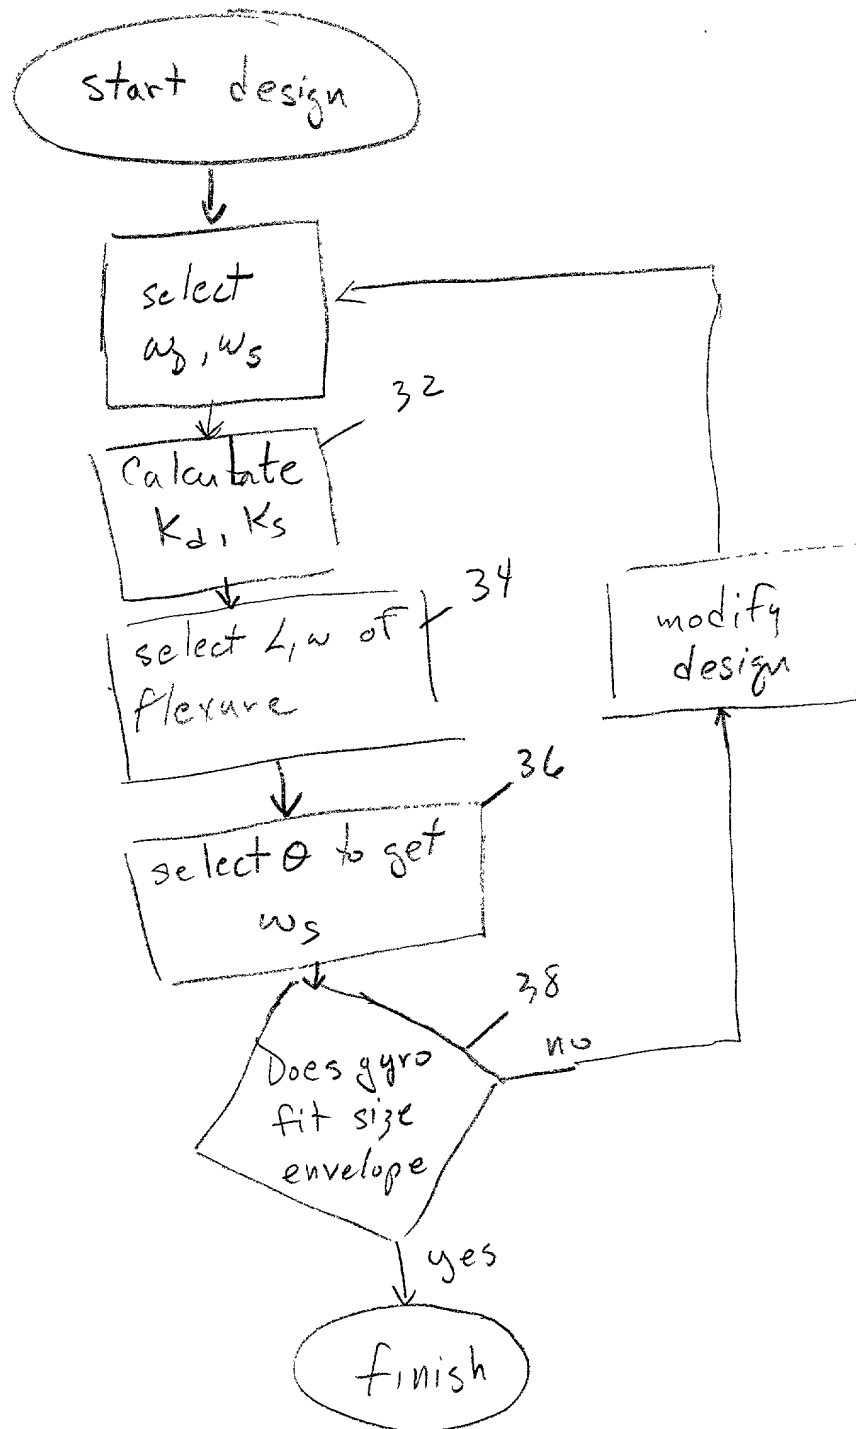 start design
select
ω_D, ω_s
32
Calculate
K_d, K_s
34
select L, w of
flexure
modify
design
36
select θ to get
ω_s
38
no
Does gyro
fit size
envelope
yes
finish